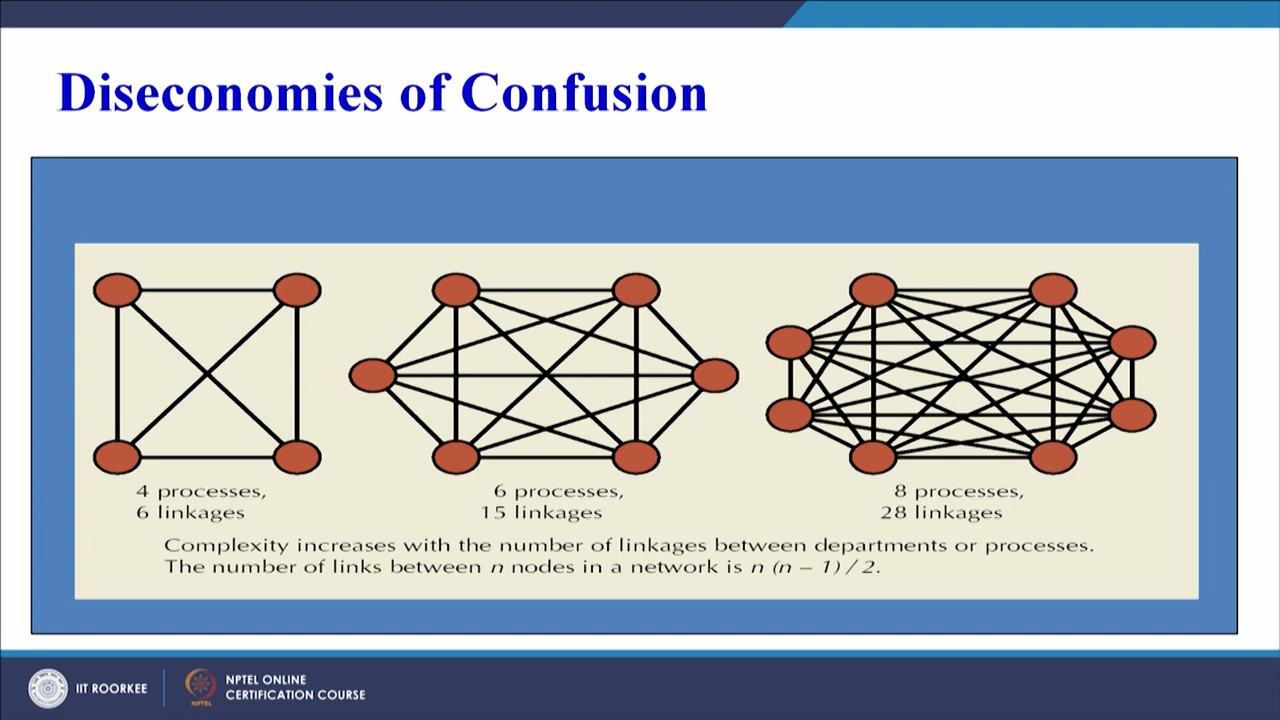 Diseconomies of Confusion
4 processes,
6 linkages
6 processes,
15 linkages
8 processes,
28 linkages
Complexity increases with the number of linkages between departments or processes.
The number of links between n nodes in a network is n (n – 1) / 2.
IIT ROORKEE
NPTEL
NPTEL ONLINE
CERTIFICATION COURSE